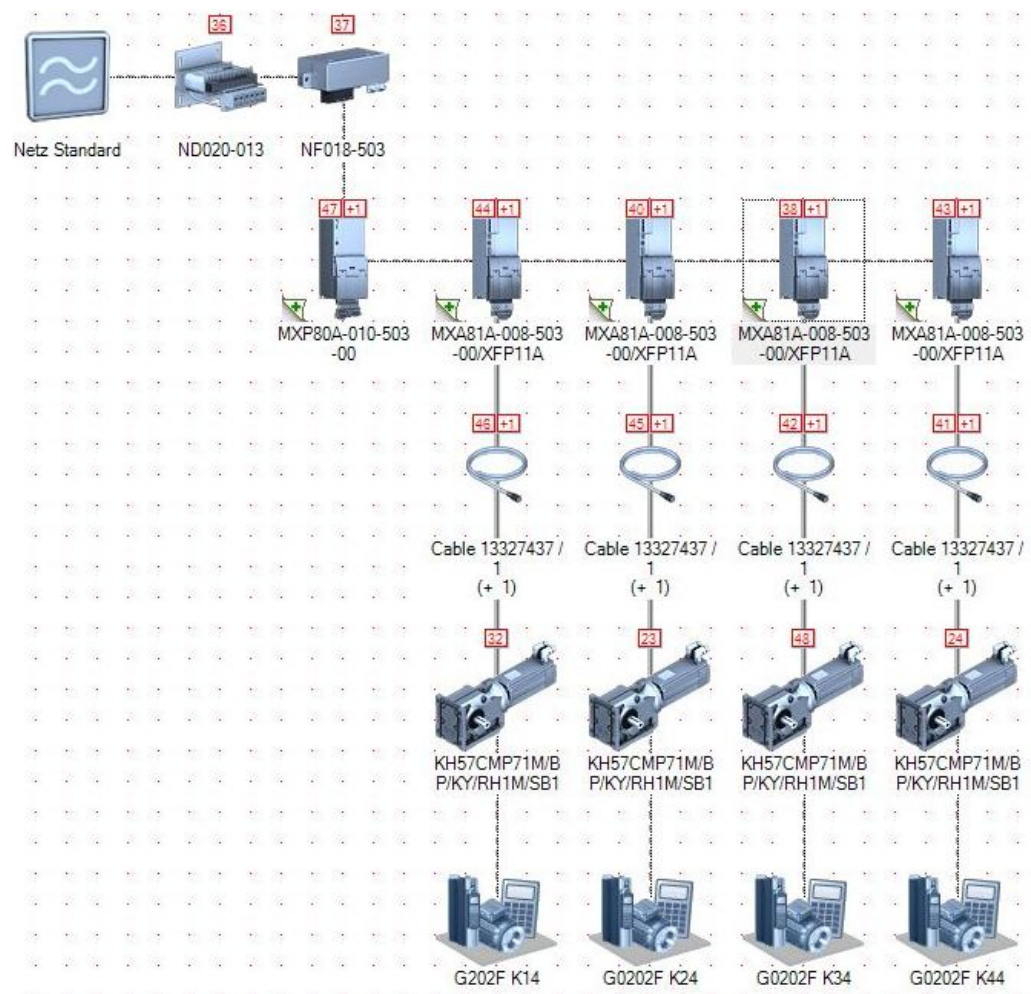 36
37
Netz Standard
ND020-013
NF018-503
47 +1
44 +1
40 +1
38 +1
43 +1
MXP80A-010-503
-00
MXA81A-008-503
-00/XFP11A
MXA81A-008-503
-00/XFP11A
MXA81A-008-503
-00/XFP11A
MXA81A-008-503
-00/XFP11A
46 +1
45 +1
42 +1
41 +1
Cable 13327437 /
1
(+ 1)
Cable 13327437 /
1
(+ 1)
Cable 13327437 /
1
(+ 1)
Cable 13327437 /
1
(+ 1)
32
23
48
24
KH57CMP71M/B
P/KY/RH1M/SB1
KH57CMP71M/B
P/KY/RH1M/SB1
KH57CMP71M/B
P/KY/RH1M/SB1
KH57CMP71M/B
P/KY/RH1M/SB1
G202F K14
G0202F K24
G0202F K34
G0202F K44